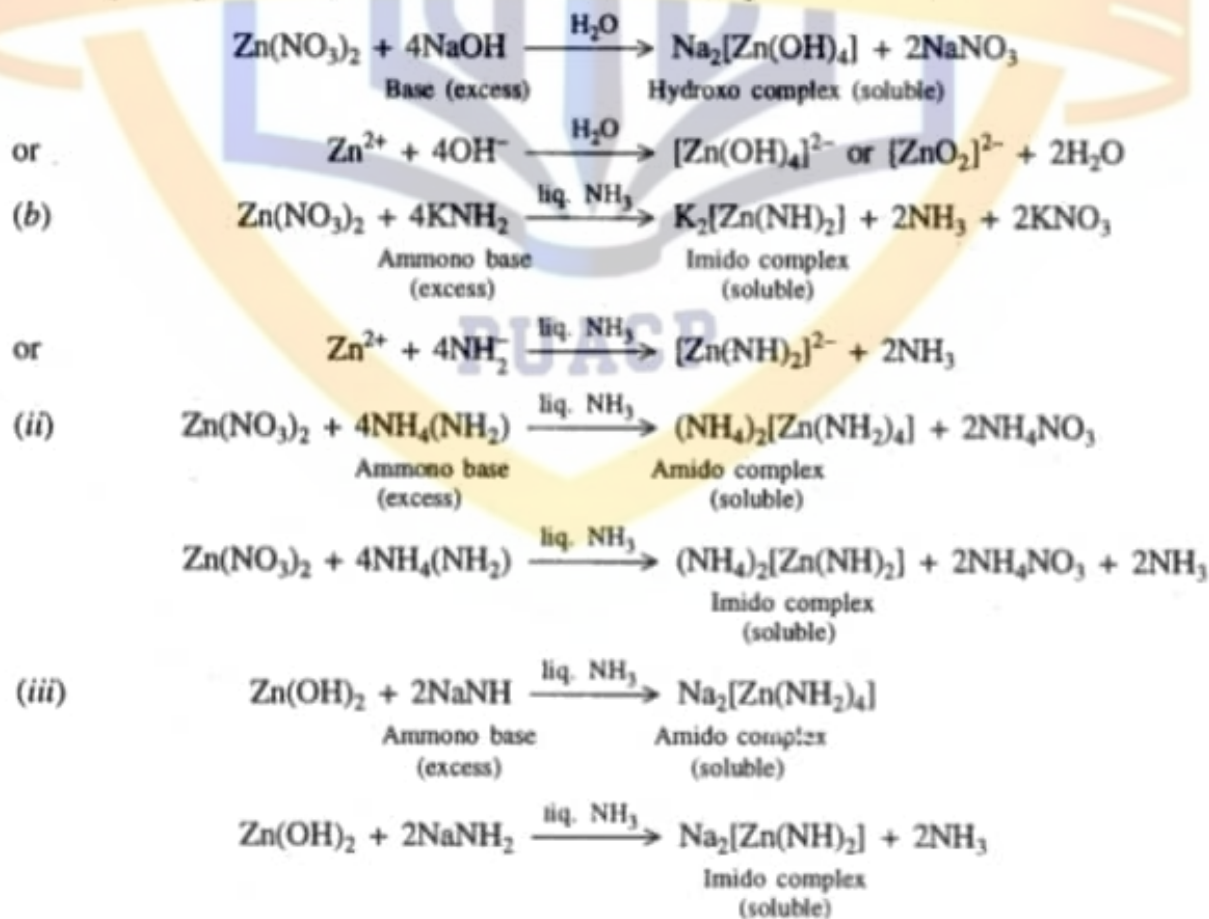 Zn(NO₃)₂ + 4NaOH —H₂O→ Na₂[Zn(OH)₄] + 2NaNO₃
Base (excess) Hydroxo complex (soluble)
or Zn²⁺ + 4OH⁻ —H₂O→ [Zn(OH)₄]²⁻ or [ZnO₂]²⁻ + 2H₂O
(b) Zn(NO₃)₂ + 4KNH₂ —liq. NH₃→ K₂[Zn(NH)₂] + 2NH₃ + 2KNO₃
Ammono base Imido complex
(excess) (soluble)
PUACP
or Zn²⁺ + 4NH₂⁻ —liq. NH₃→ [Zn(NH)₂]²⁻ + 2NH₃
(ii) Zn(NO₃)₂ + 4NH₄(NH₂) —liq. NH₃→ (NH₄)₂[Zn(NH₂)₄] + 2NH₄NO₃
Ammono base Amido complex
(excess) (soluble)
Zn(NO₃)₂ + 4NH₄(NH₂) —liq. NH₃→ (NH₄)₂[Zn(NH)₂] + 2NH₄NO₃ + 2NH₃
Imido complex
(soluble)
(iii) Zn(OH)₂ + 2NaNH —liq. NH₃→ Na₂[Zn(NH₂)₄]
Ammono base Amido complex
(excess) (soluble)
Zn(OH)₂ + 2NaNH₂ —liq. NH₃→ Na₂[Zn(NH)₂] + 2NH₃
Imido complex
(soluble)